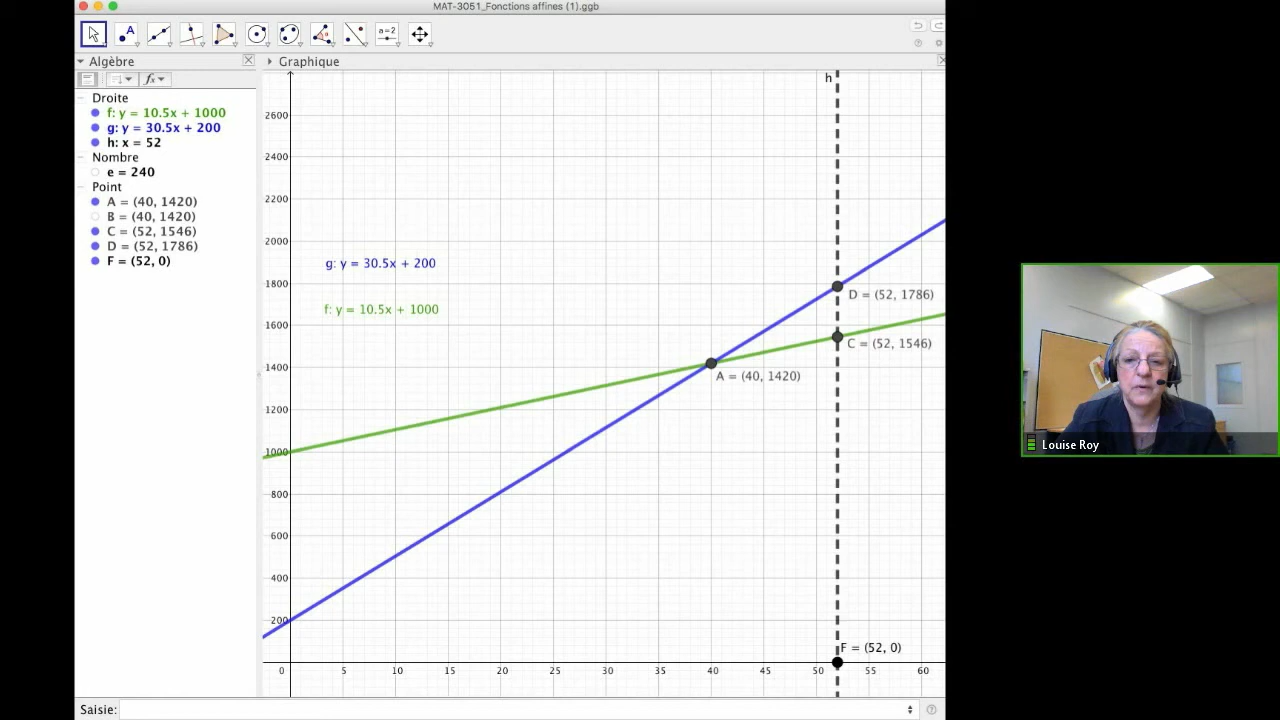 MAT-3051_Fonctions affines (1).ggb
A
a=2
Algèbre
Graphique
fx
Droite
f: y = 10.5x + 1000
g: y = 30.5x + 200
h: x = 52
Nombre
e = 240
Point
A = (40, 1420)
B = (40, 1420)
C = (52, 1546)
D = (52, 1786)
F = (52, 0)
h
2600
2400
2200
2000
1800
1600
1400
1200
1000
800
600
400
200
g: y = 30.5x + 200
f: y = 10.5x + 1000
D = (52, 1786)
C = (52, 1546)
A = (40, 1420)
F = (52, 0)
0 5 10 15 20 25 30 35 40 45 50 55 60
Saisie:
Louise Roy